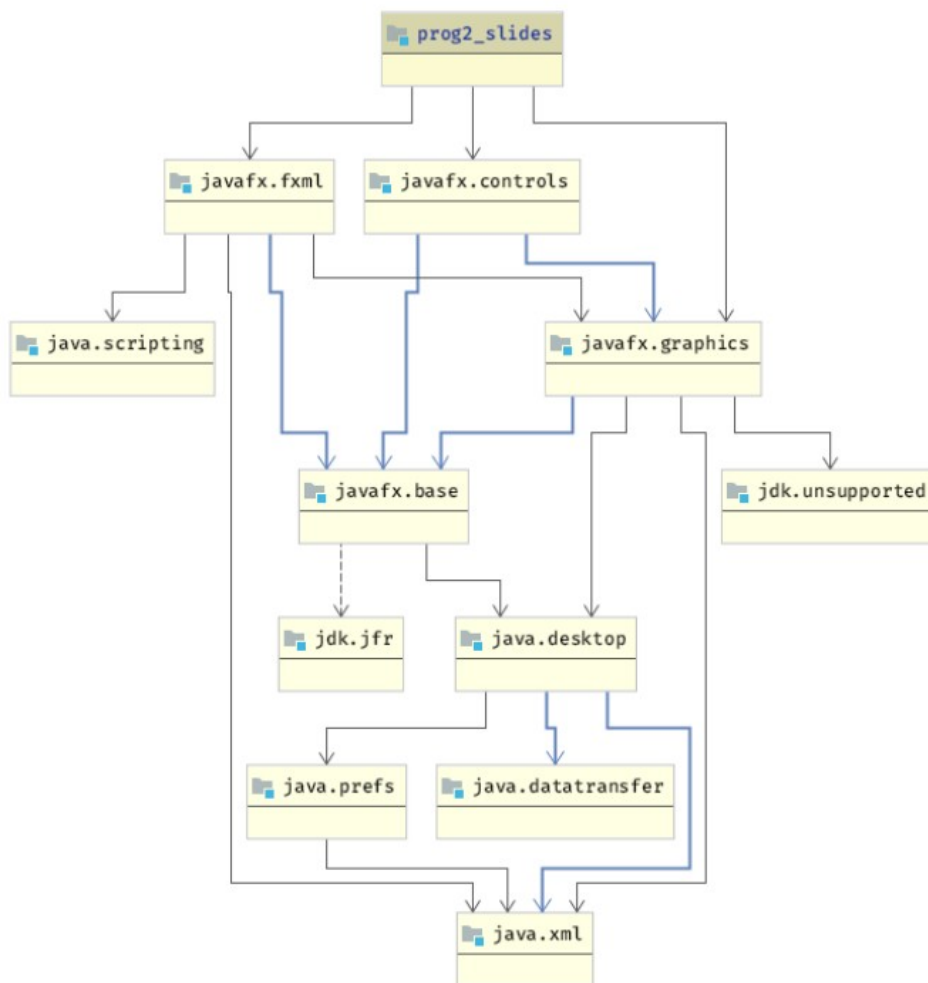 prog2_slides
javafx.fxml
javafx.controls
java.scripting
javafx.graphics
javafx.base
jdk.unsupported
jdk.jfr
java.desktop
java.prefs
java.datatransfer
java.xml